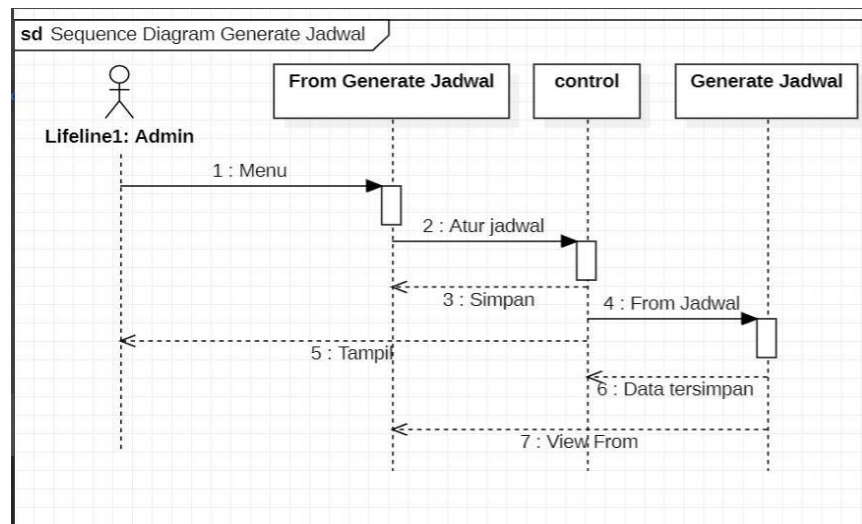 sd Sequence Diagram Generate Jadwal
From Generate Jadwal
control
Generate Jadwal
Lifeline1: Admin
1 : Menu
2 : Atur jadwal
3 : Simpan
4 : From Jadwal
5 : Tampil
6 : Data tersimpan
7 : View From